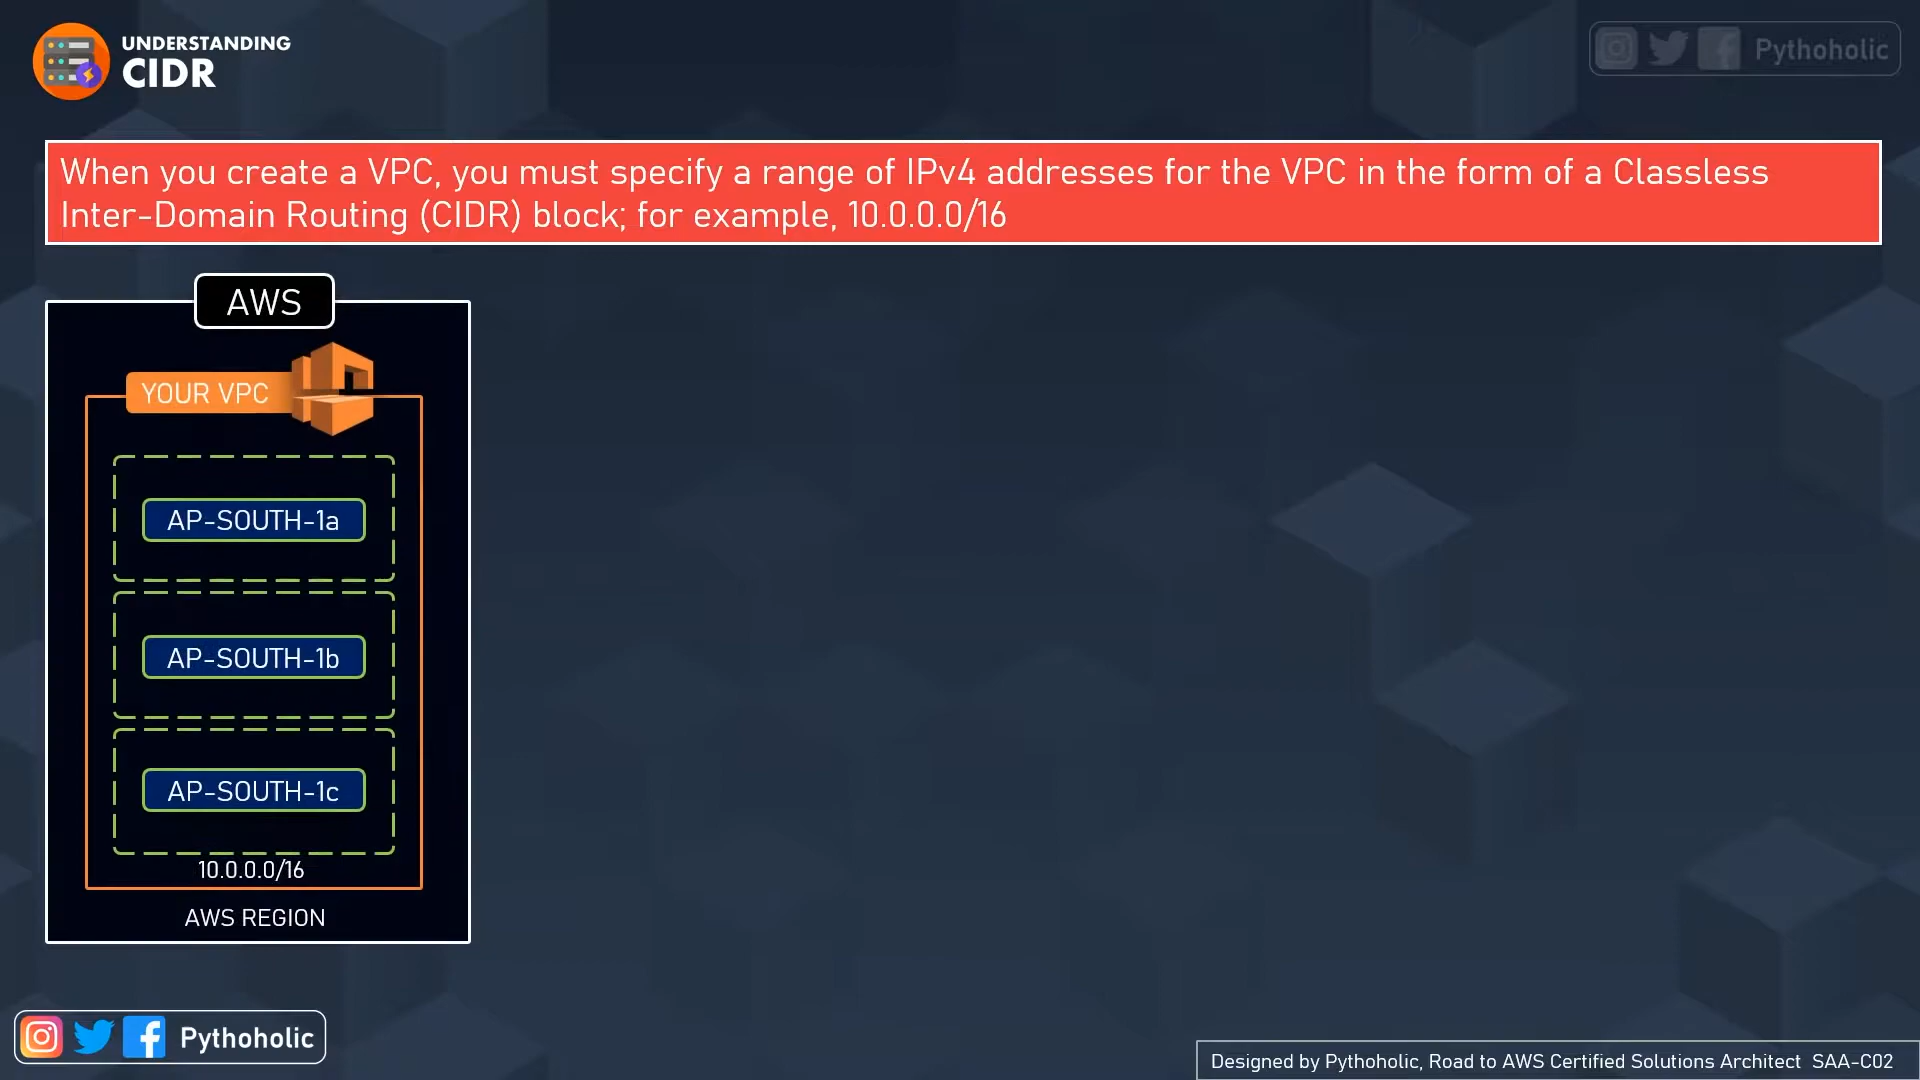 UNDERSTANDING
CIDR
Pythoholic
When you create a VPC, you must specify a range of IPv4 addresses for the VPC in the form of a Classless
Inter-Domain Routing (CIDR) block; for example, 10.0.0.0/16
AWS
YOUR VPC
AP-SOUTH-1a
AP-SOUTH-1b
AP-SOUTH-1c
10.0.0.0/16
AWS REGION
Pythoholic
Designed by Pythoholic, Road to AWS Certified Solutions Architect SAA-C02